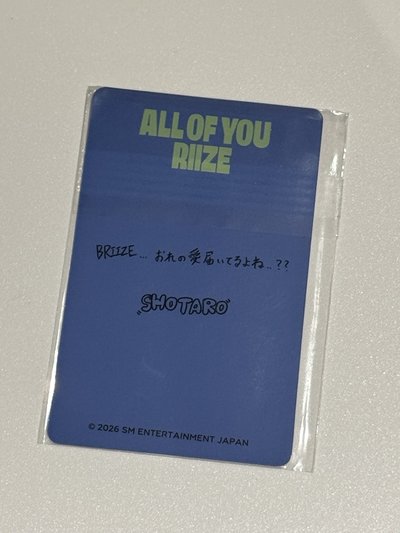 ALL OF YOU
RIIZE
BRIIZE... おれの愛届いてるよね..??
SHOTARO
© 2026 SM ENTERTAINMENT JAPAN